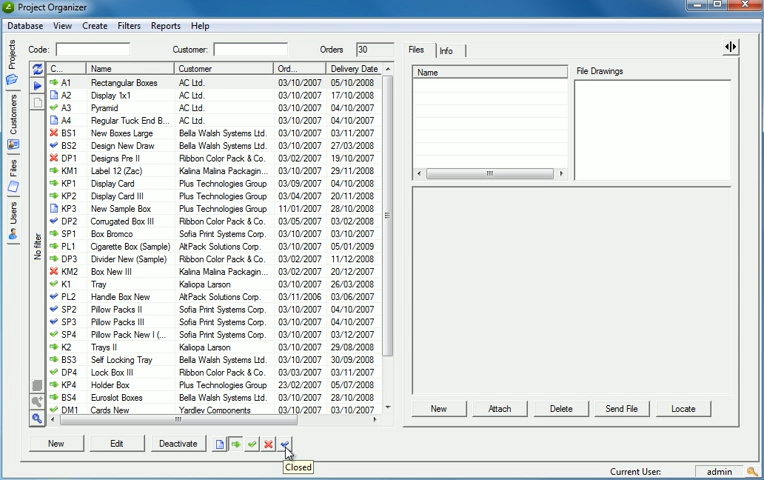 Project Organizer
Database View Create Filters Reports Help
Code: Customer: Orders 30
Projects
Customers
Files
Users
No filter
C... Name Customer Ord... Delivery Date
A1 Rectangular Boxes AC Ltd. 03/10/2007 05/10/2008
A2 Display 1x1 AC Ltd. 03/10/2007 17/10/2008
A3 Pyramid AC Ltd. 03/10/2007 04/10/2008
A4 Regular Tuck End B... AC Ltd. 03/10/2007 04/10/2008
BS1 New Boxes Large Bella Walsh Systems Ltd. 03/10/2007 03/11/2007
BS2 Design New Draw Bella Walsh Systems Ltd. 03/10/2007 27/03/2008
DP1 Designs Pre II Ribbon Color Pack & Co. 03/02/2007 19/10/2007
KM1 Label 12 (Zac) Kalina Malina Packagin... 03/10/2007 29/11/2008
KP1 Display Card Plus Technologies Group 03/09/2007 04/10/2008
KP2 Display Card III Plus Technologies Group 03/04/2007 20/11/2008
KP3 New Sample Box Plus Technologies Group 11/01/2007 28/10/2008
DP2 Corrugated Box III Ribbon Color Pack & Co. 03/05/2007 03/02/2008
SP1 Box Bromco Sofia Print Systems Corp. 03/10/2007 04/10/2008
PL1 Cigarette Box (Sample) AltPack Solutions Corp. 03/10/2007 05/01/2009
DP3 Divider New (Sample) Ribbon Color Pack & Co. 03/02/2007 11/12/2008
KM2 Box New III Kalina Malina Packagin... 03/02/2007 20/12/2008
K1 Tray Kaliopa Larson 03/10/2007 26/03/2008
PL2 Handle Box New AltPack Solutions Corp. 03/11/2006 03/06/2007
SP2 Pillow Packs II Sofia Print Systems Corp. 03/10/2007 04/10/2007
SP3 Pillow Packs III Sofia Print Systems Corp. 03/10/2007 04/10/2007
SP4 Pillow Pack New I (... Sofia Print Systems Corp. 03/10/2007 03/12/2007
K2 Trays II Kaliopa Larson 03/10/2007 29/08/2008
BS3 Self Locking Tray Bella Walsh Systems Ltd. 03/10/2007 30/09/2008
DP4 Lock Box III Ribbon Color Pack & Co. 03/03/2007 03/11/2007
KP4 Holder Box Plus Technologies Group 23/02/2007 05/07/2008
BS4 Euroslot Boxes Bella Walsh Systems Ltd. 03/10/2007 28/10/2008
DM1 Cards New Yardley Components 03/10/2007 04/10/2008
New Edit Deactivate
Closed
Files Info
Name
File Drawings
New Attach Delete Send File Locate
Current User: admin